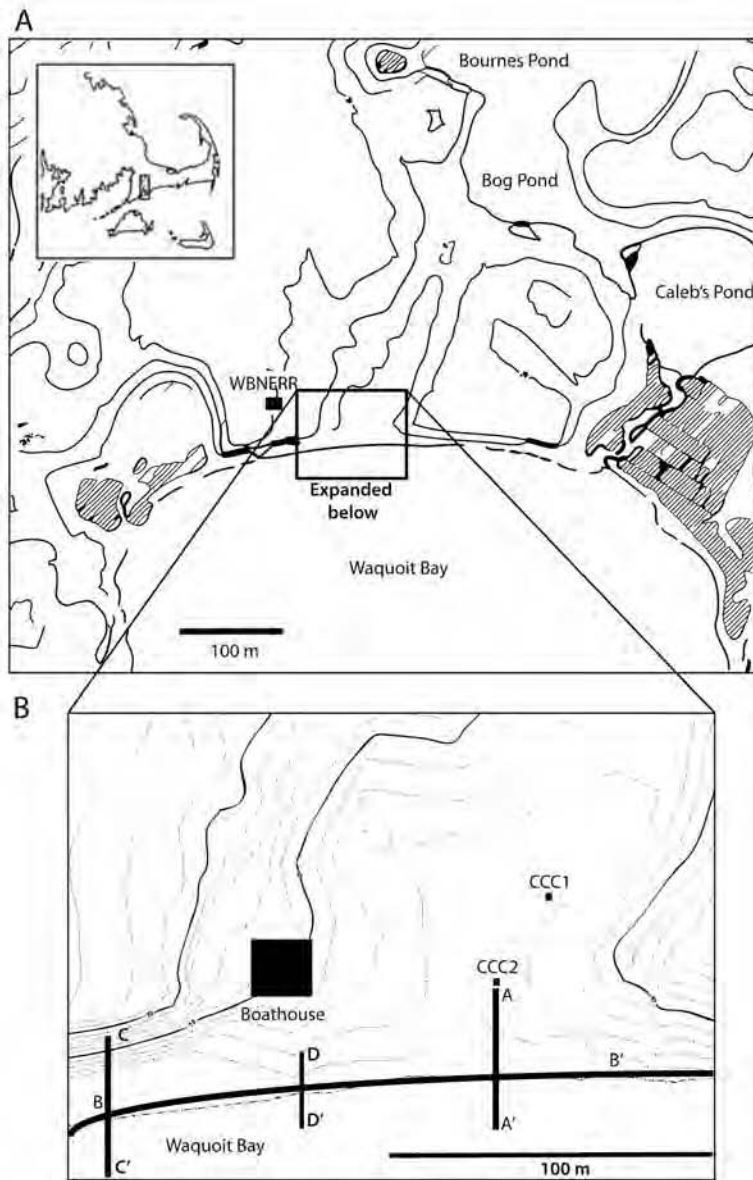 A
Bournes Pond
Bog Pond
Caleb's Pond
WBNERR
Expanded
below
Waquoit Bay
100 m
B
CCC1
CCC2
A
Boathouse
C
D
B'
B
D'
A'
Waquoit Bay
C'
100 m